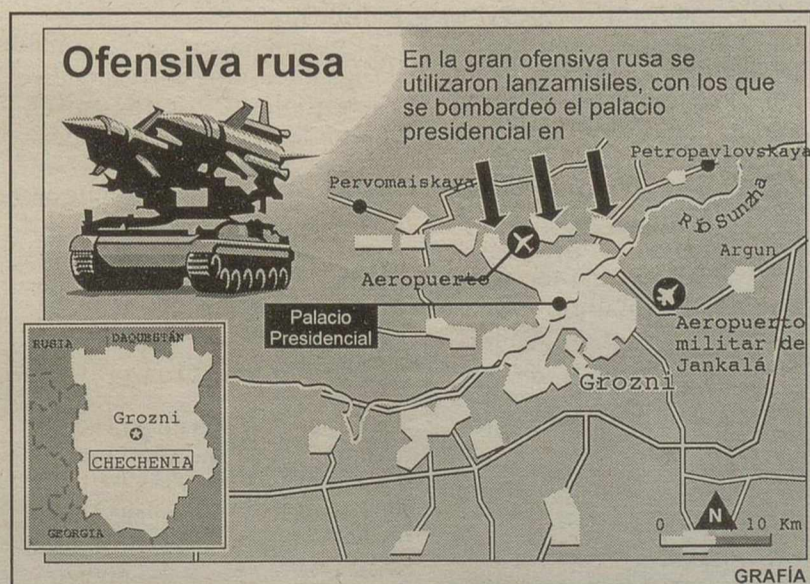 Ofensiva rusa
En la gran ofensiva rusa se
utilizaron lanzamisiles, con los que
se bombardeó el palacio
presidencial en
Petropavlovskaya
Pervomaiskaya
Río Sunzha
Argun
Aeropuerto
Palacio
Presidencial
Aeropuerto
militar de
Jankalá
Grozni
RUSIA
DAQUESTÁN
Grozni
CHECHENIA
GEORGIA
N
0 10 Km
GRAFÍA